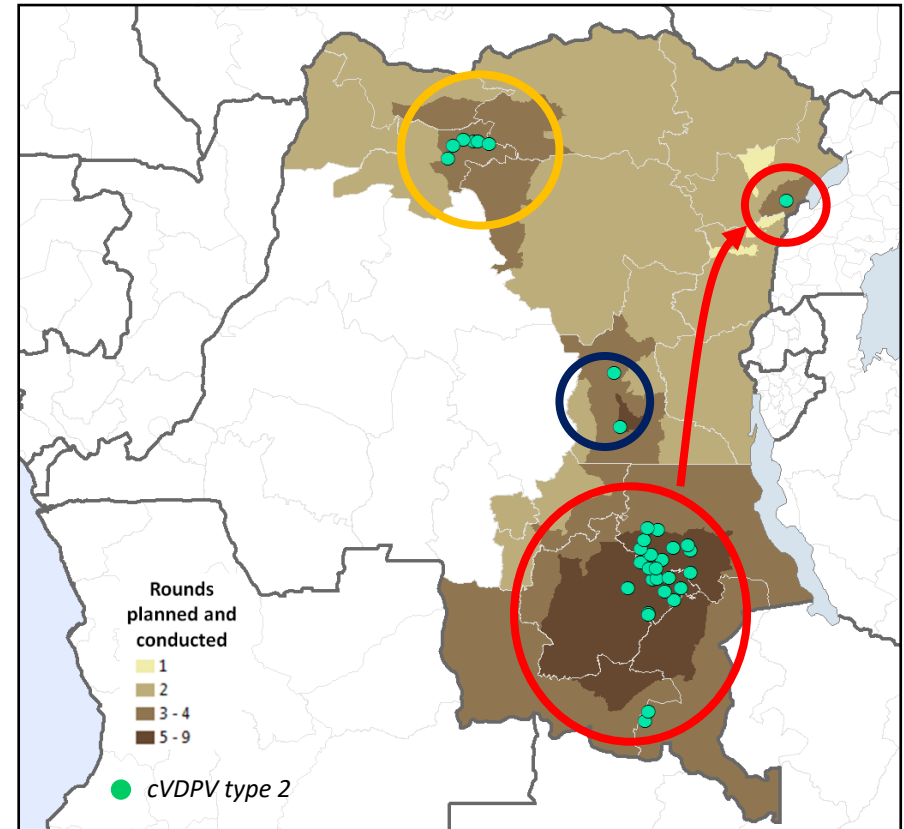 Rounds
planned and
conducted
1
2
3 - 4
5 - 9
cVDPV type 2